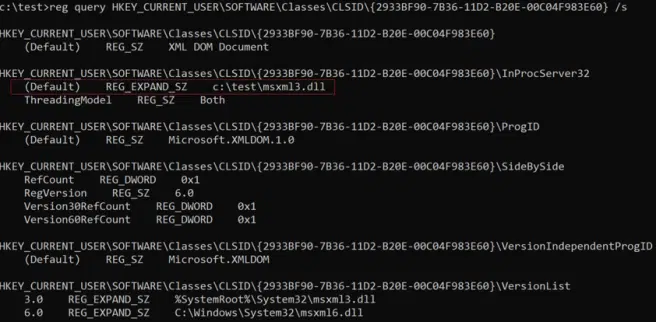 c:\test>reg query HKEY_CURRENT_USER\SOFTWARE\Classes\CLSID\{2933BF90-7B36-11D2-B20E-00C04F983E60} /s
HKEY_CURRENT_USER\SOFTWARE\Classes\CLSID\{2933BF90-7B36-11D2-B20E-00C04F983E60}
(Default) REG_SZ XML DOM Document
HKEY_CURRENT_USER\SOFTWARE\Classes\CLSID\{2933BF90-7B36-11D2-B20E-00C04F983E60}\InProcServer32
(Default) REG_EXPAND_SZ c:\test\msxml3.dll
ThreadingModel REG_SZ Both
HKEY_CURRENT_USER\SOFTWARE\Classes\CLSID\{2933BF90-7B36-11D2-B20E-00C04F983E60}\ProgID
(Default) REG_SZ Microsoft.XMLDOM.1.0
HKEY_CURRENT_USER\SOFTWARE\Classes\CLSID\{2933BF90-7B36-11D2-B20E-00C04F983E60}\SideBySide
RefCount REG_DWORD 0x1
RegVersion REG_SZ 6.0
Version30RefCount REG_DWORD 0x1
Version60RefCount REG_DWORD 0x1
HKEY_CURRENT_USER\SOFTWARE\Classes\CLSID\{2933BF90-7B36-11D2-B20E-00C04F983E60}\VersionIndependentProgID
(Default) REG_SZ Microsoft.XMLDOM
HKEY_CURRENT_USER\SOFTWARE\Classes\CLSID\{2933BF90-7B36-11D2-B20E-00C04F983E60}\VersionList
3.0 REG_EXPAND_SZ %SystemRoot%\System32\msxml3.dll
6.0 REG_EXPAND_SZ C:\Windows\System32\msxml6.dll